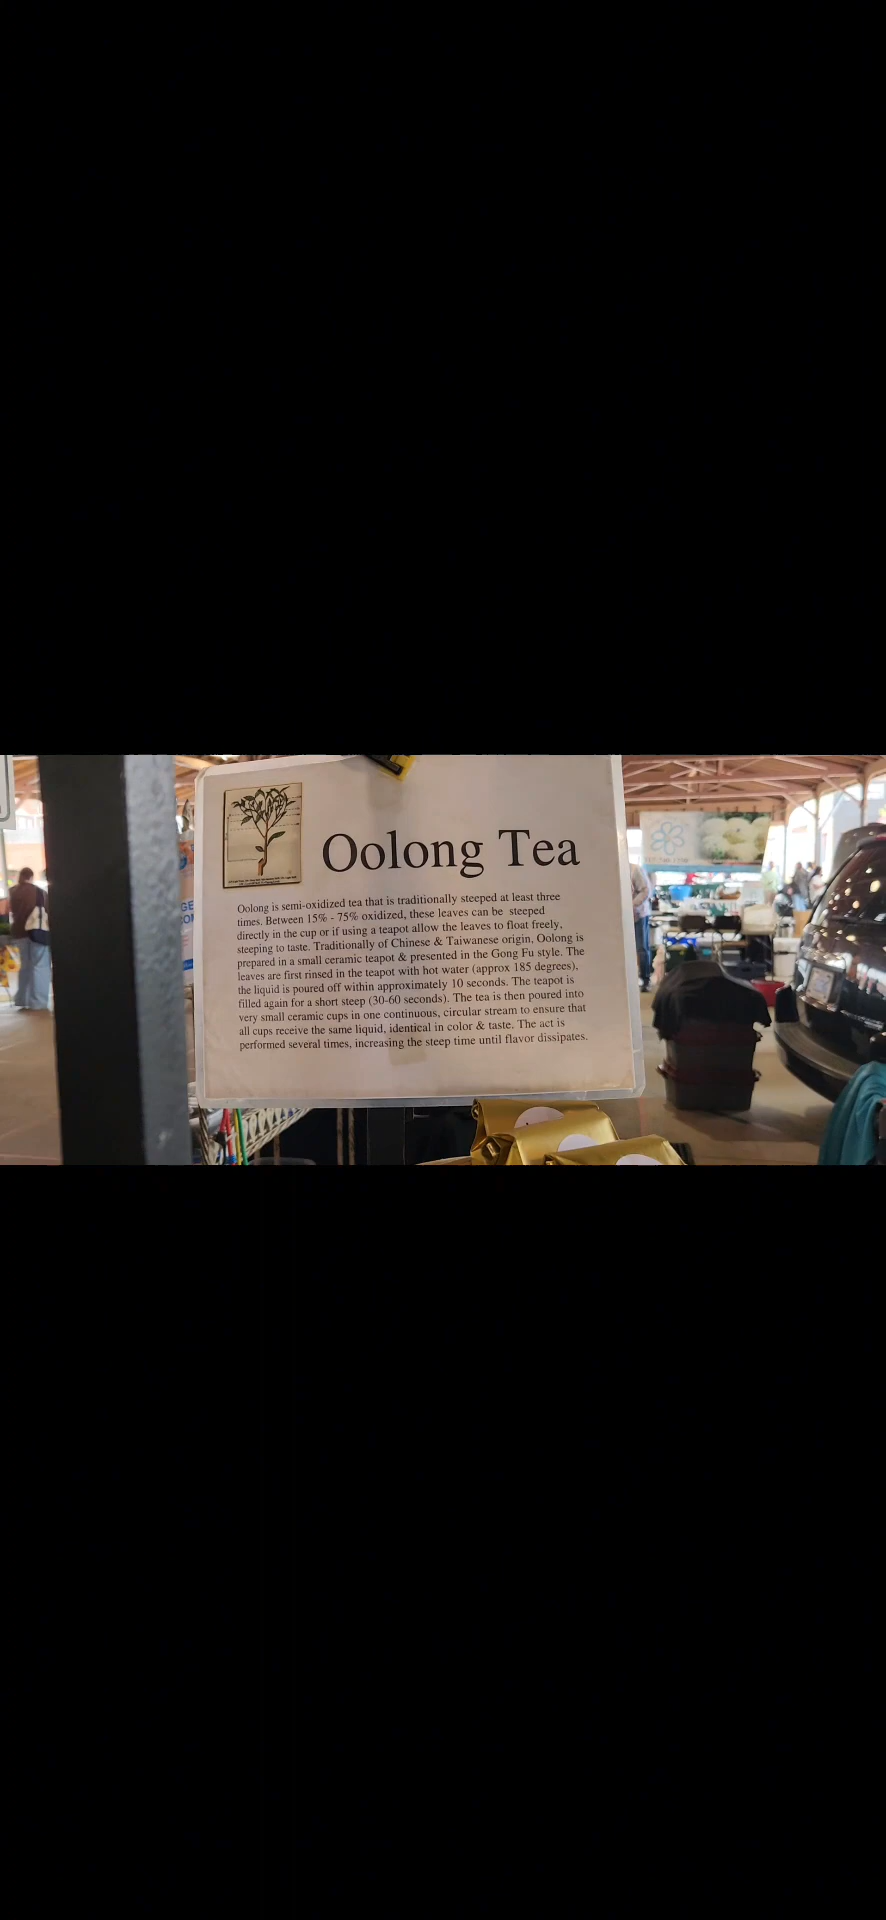 Oolong Tea
Oolong is semi-oxidized tea that is traditionally steeped at least three
times. Between 15% - 75% oxidized, these leaves can be steeped
directly in the cup or if using a teapot allow the leaves to float freely,
steeping to taste. Traditionally of Chinese & Taiwanese origin, Oolong is
prepared in a small ceramic teapot & presented in the Gong Fu style. The
leaves are first rinsed in the teapot with hot water (approx 185 degrees),
the liquid is poured off within approximately 10 seconds. The teapot is
filled again for a short steep (30-60 seconds). The tea is then poured into
very small ceramic cups in one continuous, circular stream to ensure that
all cups receive the same liquid, identical in color & taste. The act is
performed several times, increasing the steep time until flavor dissipates.